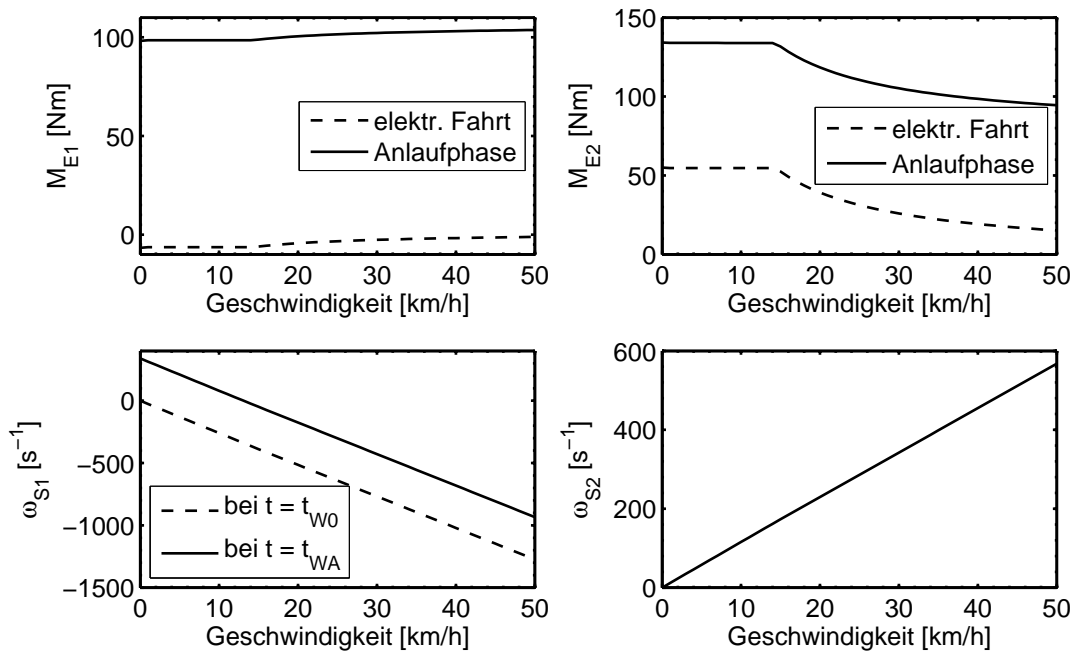 M_E1 [Nm]
100
50
0
elektr. Fahrt
Anlaufphase
0 10 20 30 40 50
Geschwindigkeit [km/h]
M_E2 [Nm]
150
100
50
0
elektr. Fahrt
Anlaufphase
0 10 20 30 40 50
Geschwindigkeit [km/h]
ω_S1 [s⁻¹]
0
−500
−1000
−1500
bei t = t_W0
bei t = t_WA
0 10 20 30 40 50
Geschwindigkeit [km/h]
ω_S2 [s⁻¹]
600
400
200
0
0 10 20 30 40 50
Geschwindigkeit [km/h]